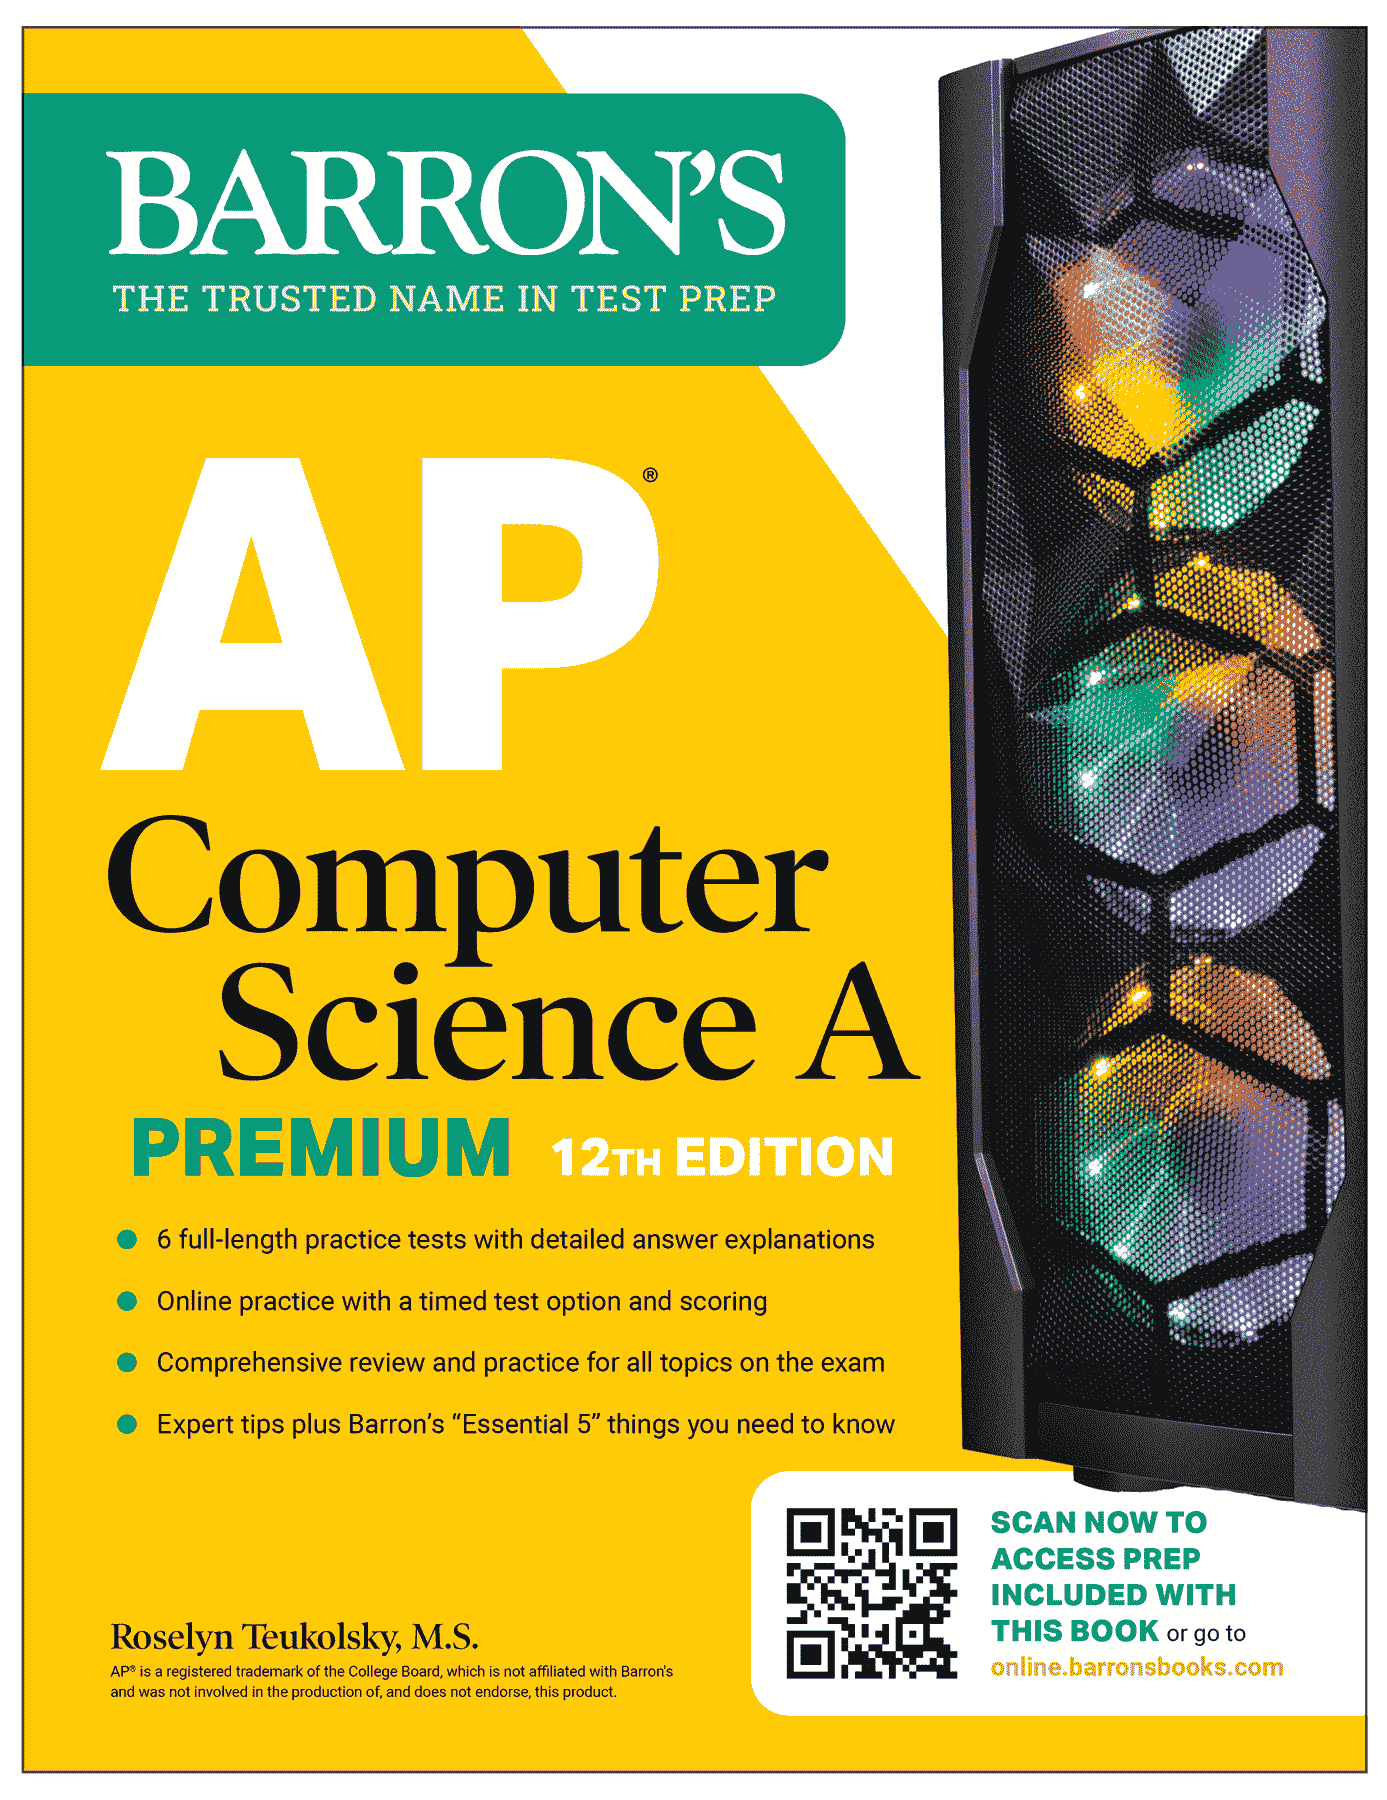 BARRON'S
THE TRUSTED NAME IN TEST PREP
AP®
Computer
Science A
PREMIUM 12TH EDITION
6 full-length practice tests with detailed answer explanations
Online practice with a timed test option and scoring
Comprehensive review and practice for all topics on the exam
Expert tips plus Barron's “Essential 5” things you need to know
SCAN NOW TO
ACCESS PREP
INCLUDED WITH
THIS BOOK or go to
online.barronsbooks.com
Roselyn Teukolsky, M.S.
AP® is a registered trademark of the College Board, which is not affiliated with Barron's
and was not involved in the production of, and does not endorse, this product.